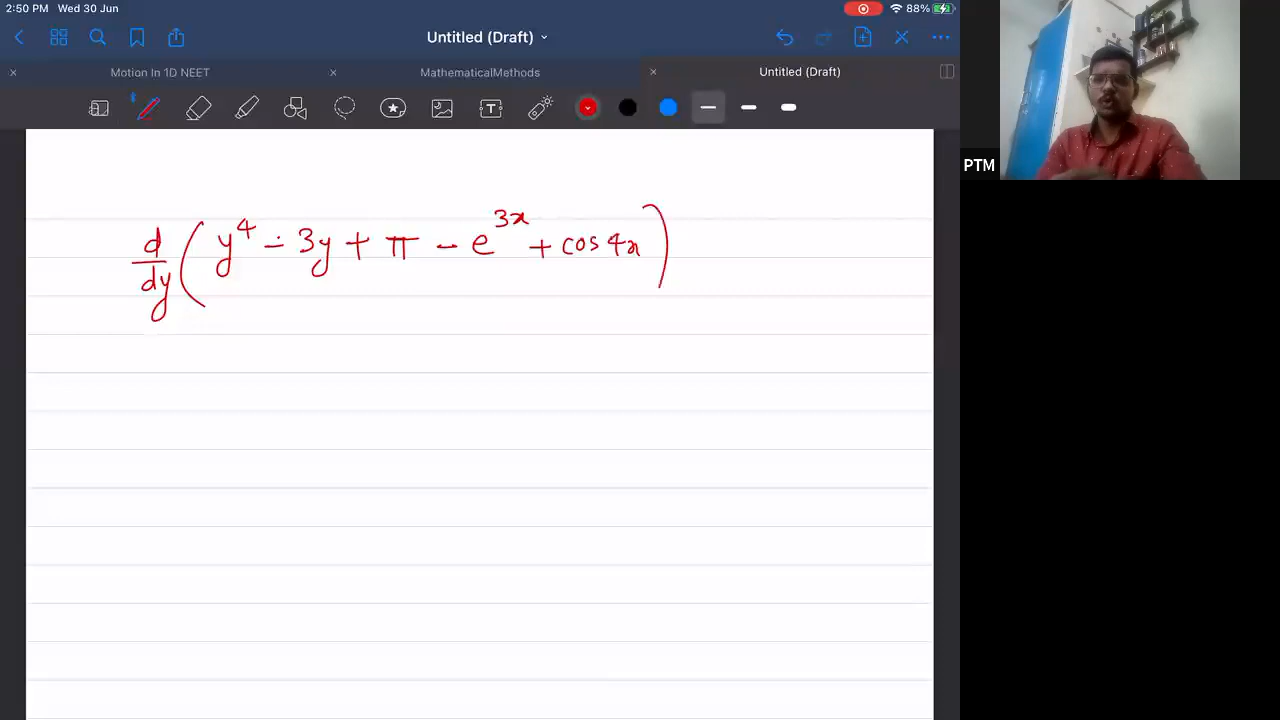 2:50 PM Wed 30 Jun 88%
Untitled (Draft)
Motion In 1D NEET MathematicalMethods Untitled (Draft)
T
PTM
d/dy ( y^4 - 3y + π - e^{3x} + cos 4x )